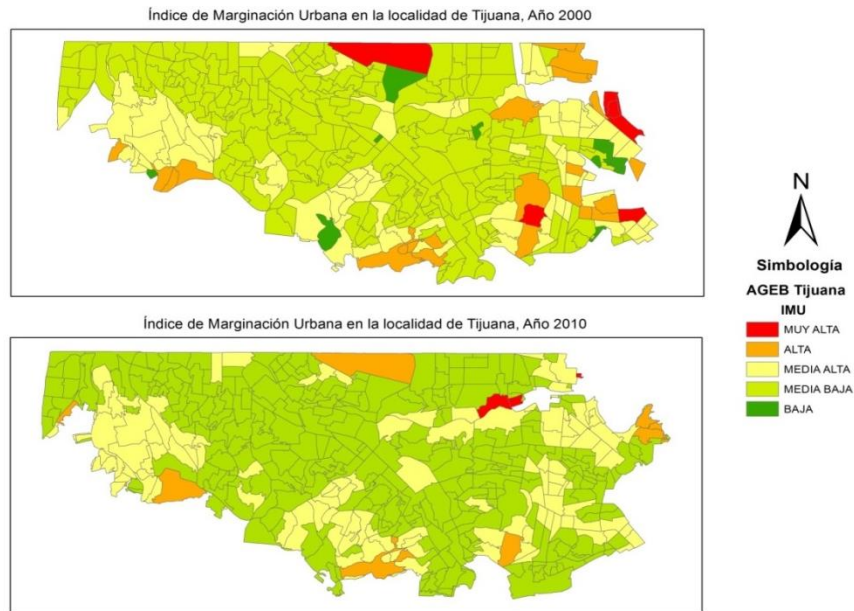 Índice de Marginación Urbana en la localidad de Tijuana, Año 2000
N
Simbología
AGEB Tijuana
IMU
MUY ALTA
ALTA
MEDIA ALTA
MEDIA BAJA
BAJA
Índice de Marginación Urbana en la localidad de Tijuana, Año 2010